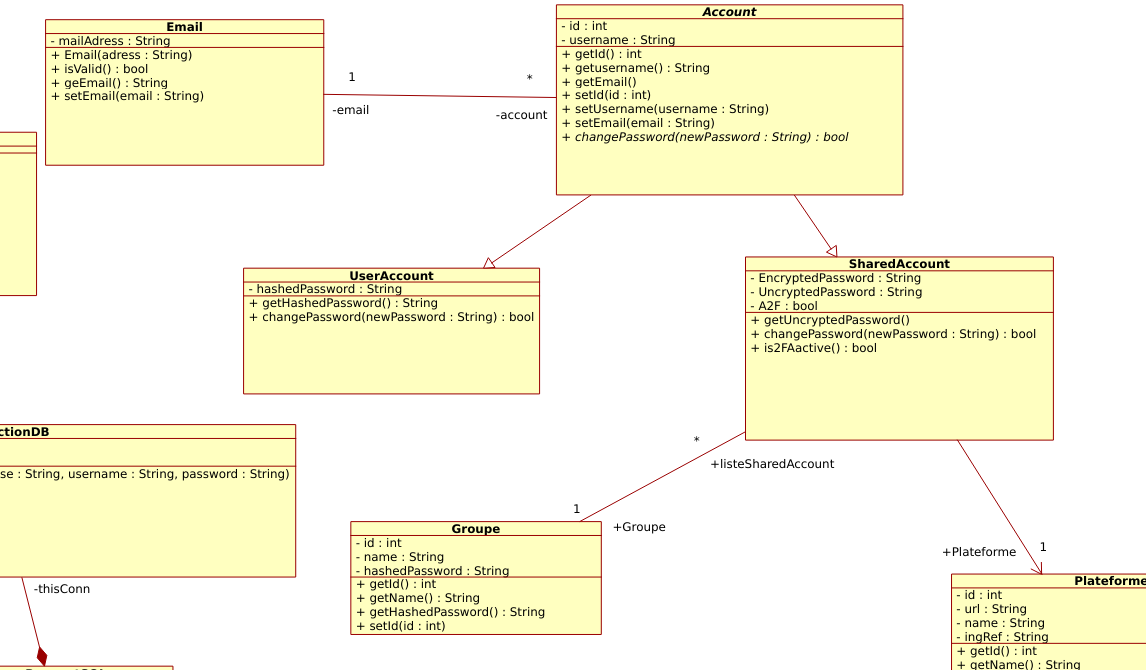 Email
- mailAdress : String
+ Email(adress : String)
+ isValid() : bool
+ geEmail() : String
+ setEmail(email : String)
1
*
-email
-account
Account
- id : int
- username : String
+ getId() : int
+ getusername() : String
+ getEmail()
+ setId(id : int)
+ setUsername(username : String)
+ setEmail(email : String)
+ changePassword(newPassword : String) : bool
UserAccount
- hashedPassword : String
+ getHashedPassword() : String
+ changePassword(newPassword : String) : bool
SharedAccount
- EncryptedPassword : String
- UncryptedPassword : String
- A2F : bool
+ getUncryptedPassword()
+ changePassword(newPassword : String) : bool
+ is2FAactive() : bool
ctionDB
se : String, username : String, password : String)
-thisConn
*
+listeSharedAccount
1
+Groupe
Groupe
- id : int
- name : String
- hashedPassword : String
+ getId() : int
+ getName() : String
+ getHashedPassword() : String
+ setId(id : int)
+Plateforme
1
Plateforme
- id : int
- url : String
- name : String
- ingRef : String
+ getId() : int
+ getName() : String